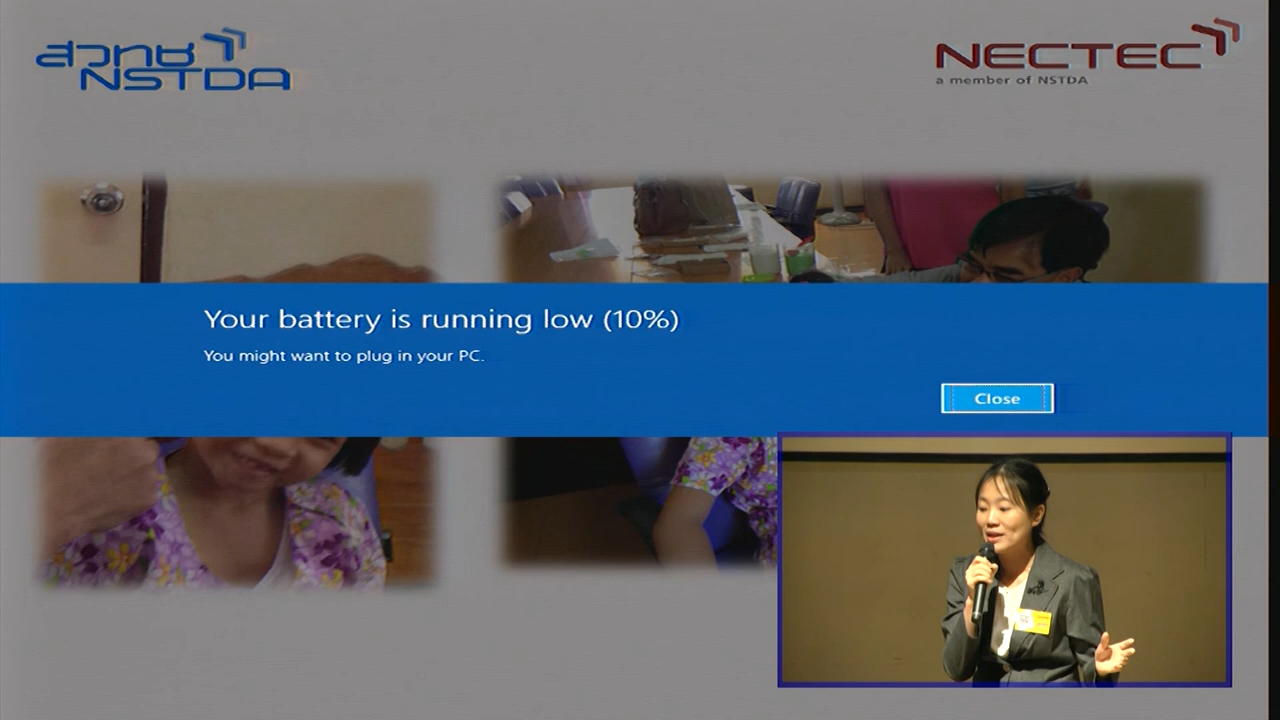 สวทช
NSTDA
NECTEC
a member of NSTDA
Your battery is running low (10%)
You might want to plug in your PC.
Close